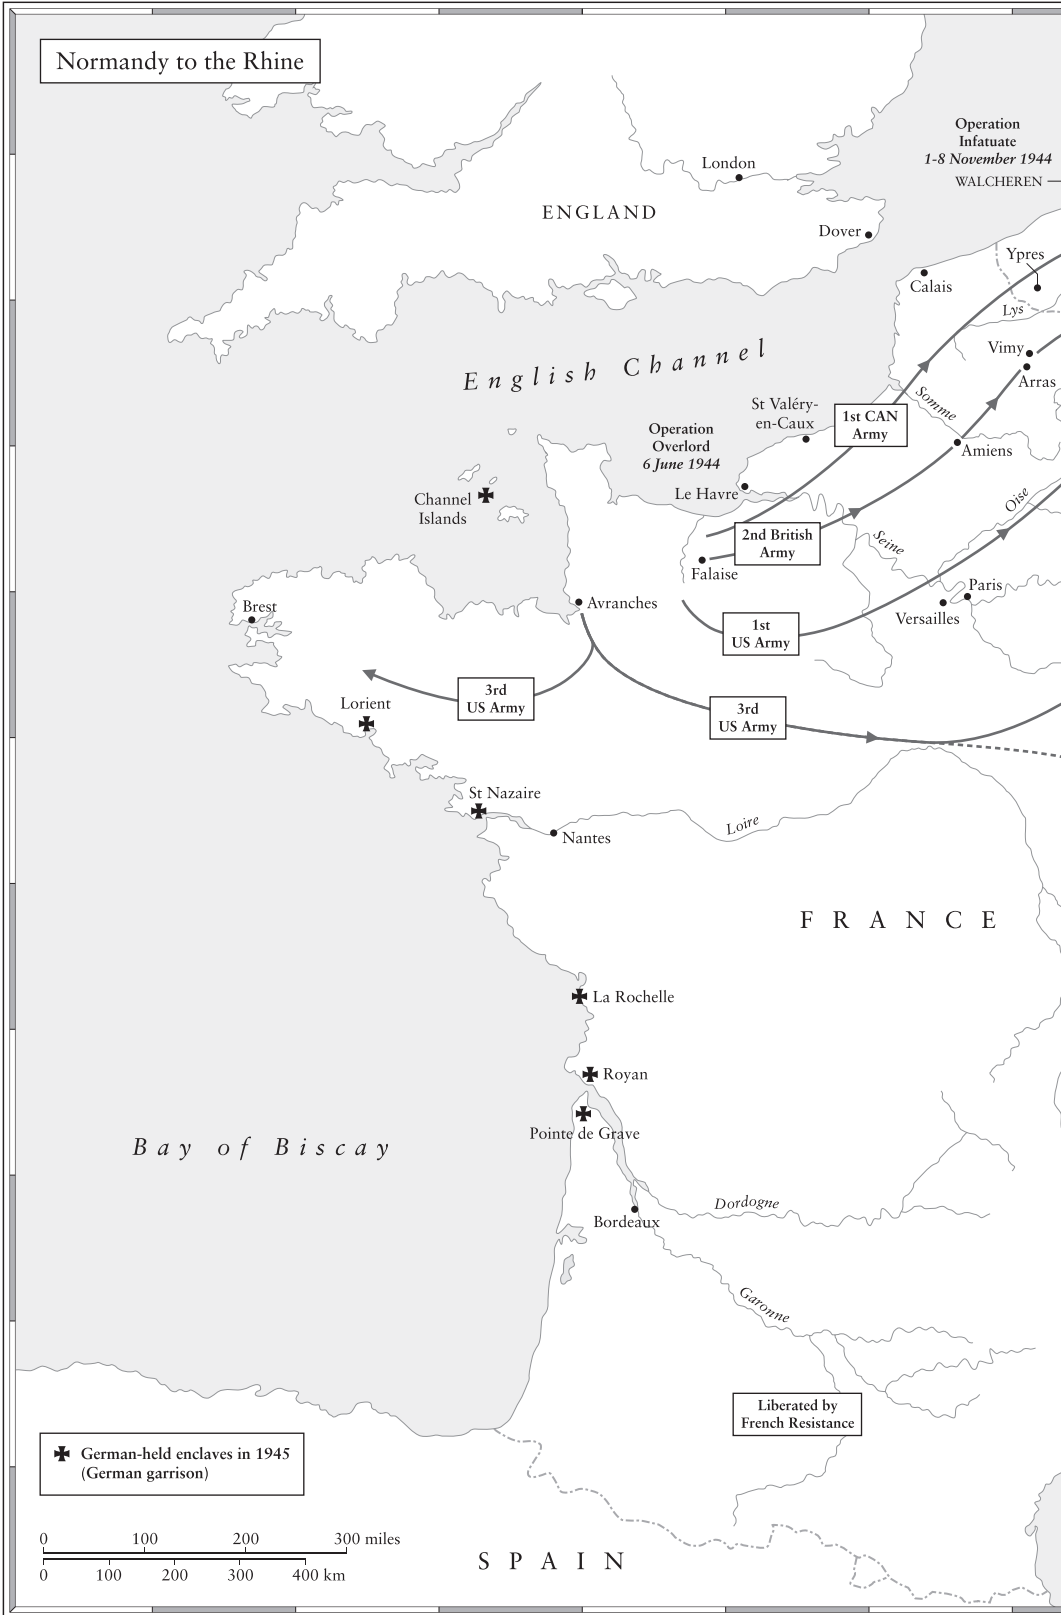 Normandy to the Rhine
Operation
Infatuate
1-8 November 1944
WALCHEREN
London
ENGLAND
Dover
Ypres
Calais
Lys
English Channel
Vimy
Arras
Somme
St Valéry-
en-Caux
1st CAN
Army
Operation
Overlord
6 June 1944
Amiens
Le Havre
Channel
Islands
Oise
2nd British
Army
Seine
Falaise
Paris
Versailles
Brest
Avranches
1st
US Army
3rd
US Army
Lorient
3rd
US Army
St Nazaire
Nantes
Loire
FRANCE
La Rochelle
Royan
Pointe de Grave
Bay of Biscay
Dordogne
Bordeaux
Garonne
Liberated by
French Resistance
German-held enclaves in 1945
(German garrison)
0 100 200 300 miles
0 100 200 300 400 km
SPAIN